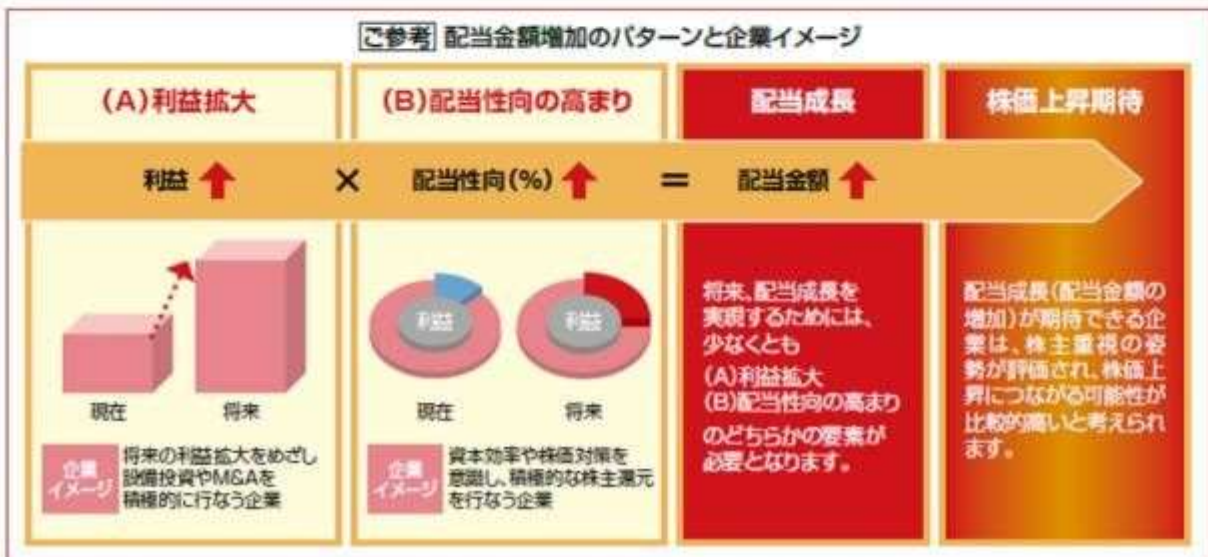 ご参考 配当金額増加のパターンと企業イメージ
(A)利益拡大
(B)配当性向の高まり
配当成長
株価上昇期待
利益
×
配当性向(%)
=
配当金額
現在
将来
企業
イメージ
将来の利益拡大をめざし
設備投資やM&Aを
積極的に行なう企業
利益
利益
現在
将来
企業
イメージ
資本効率や株価対策を
意識し、積極的な株主還元
を行なう企業
将来、配当成長を
実現するためには、
少なくとも
(A)利益拡大
(B)配当性向の高まり
のどちらかの要素が
必要となります。
配当成長(配当金額の
増加)が期待できる企
業は、株主重視の姿
勢が評価され、株価上
昇につながる可能性が
比較的高いと考えられ
ます。